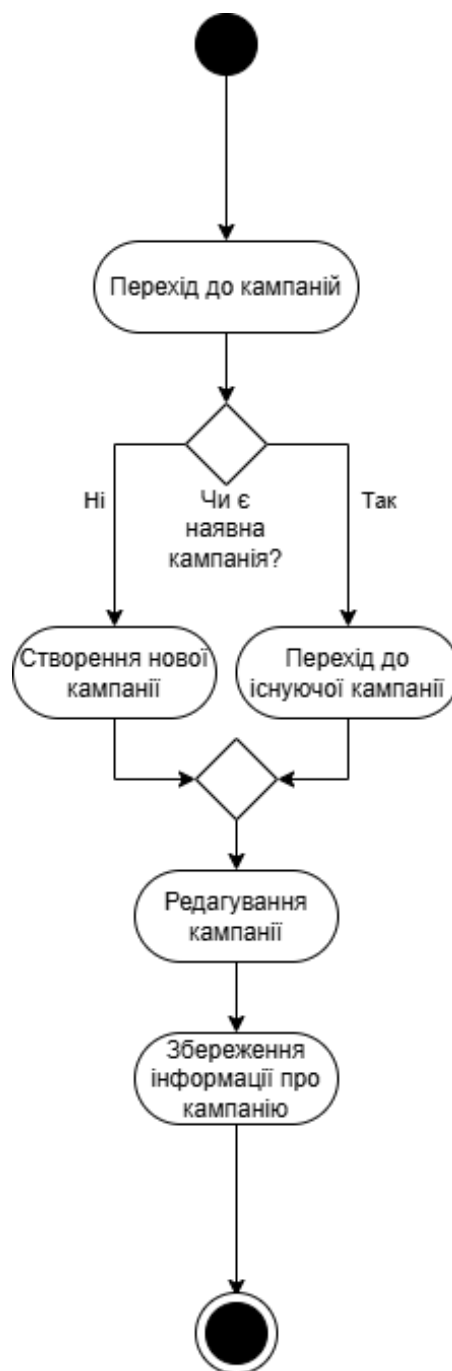 Перехід до кампаній
Ні
Чи є
наявна
кампанія?
Так
Створення нової
кампанії
Перехід до
існуючої кампанії
Редагування
кампанії
Збереження
інформації про
кампанію